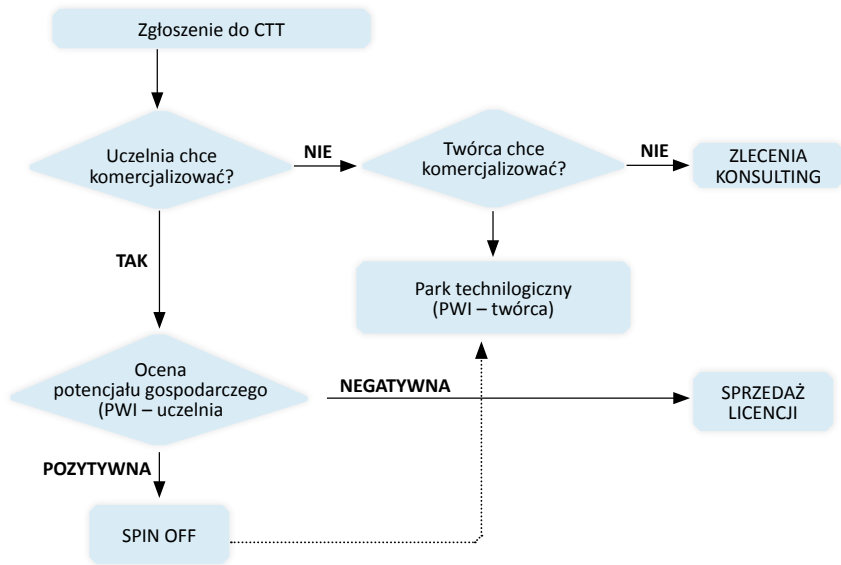 Zgłoszenie do CTT
Uczelnia chce
komercjalizować?
NIE
Twórca chce
komercjalizować?
NIE
ZLECENIA
KONSULTING
TAK
Park technilogiczny
(PWI – twórca)
Ocena
potencjału gospodarczego
(PWI – uczelnia
NEGATYWNA
SPRZEDAŻ
LICENCJI
POZYTYWNA
SPIN OFF